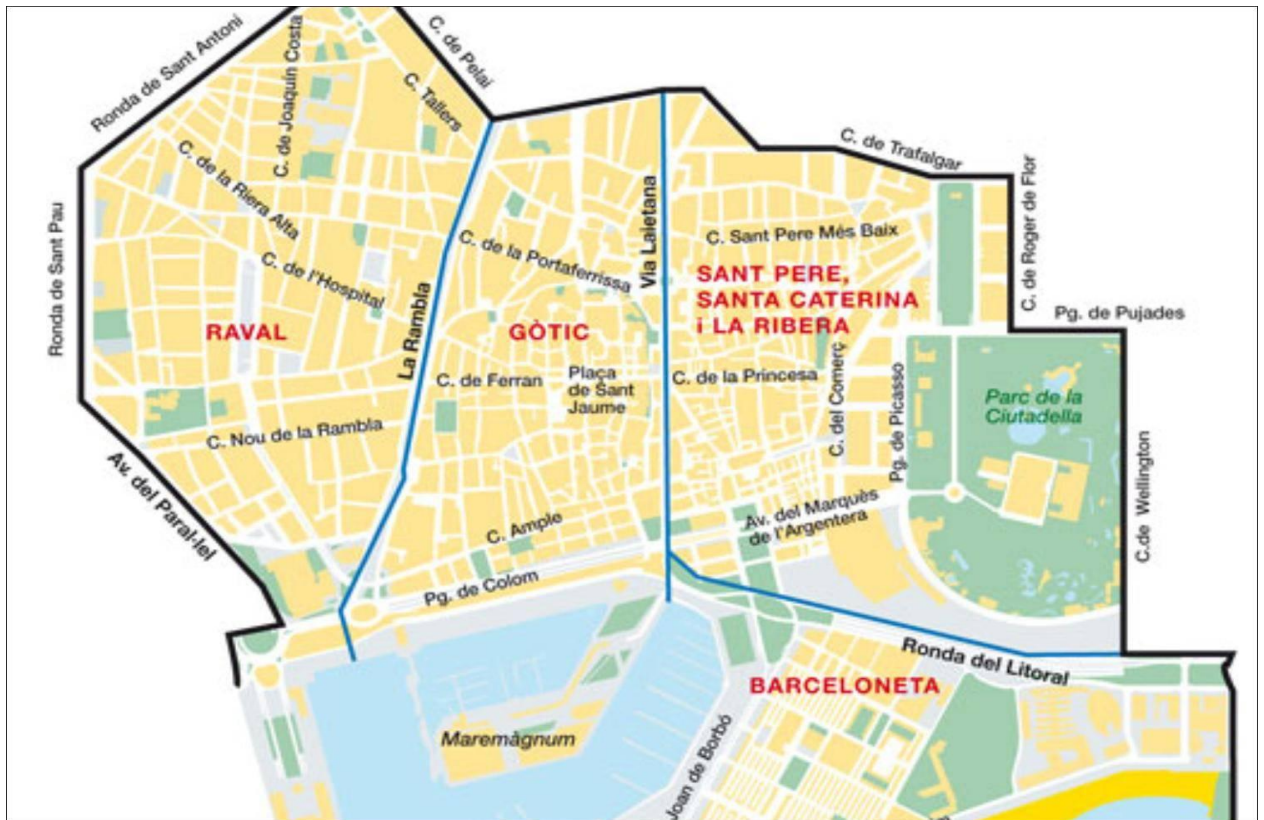 C. de Pelai
Ronda de Sant Antoni
C. de Joaquín Costa
C. Tallers
C. de Trafalgar
C. de la Riera Alta
C. de Roger de Flor
Ronda de Sant Pau
Via Laietana
C. Sant Pere Més Baix
C. de la Portaferrissa
C. de l'Hospital
SANT PERE,
SANTA CATERINA
i LA RIBERA
La Rambla
RAVAL
GÒTIC
Pg. de Pujades
C. de Ferran
Plaça
de Sant
Jaume
C. de la Princesa
C. del Comerç
Pg. de Picasso
Parc de la
Ciutadella
C. Nou de la Rambla
Av. del Paral·lel
C.de Wellington
C. Ample
Av. del Marquès
de l'Argentera
Pg. de Colom
Ronda del Litoral
BARCELONETA
Maremàgnum
Joan de Borbó